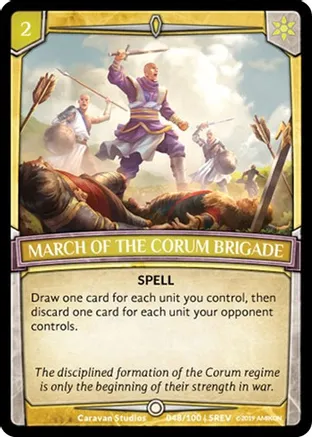 2
MARCH OF THE CORUM BRIGADE
SPELL
Draw one card for each unit you control, then
discard one card for each unit your opponent
controls.
The disciplined formation of the Corum regime
is only the beginning of their strength in war.
Caravan Studios 048/100 | SREV ©2019